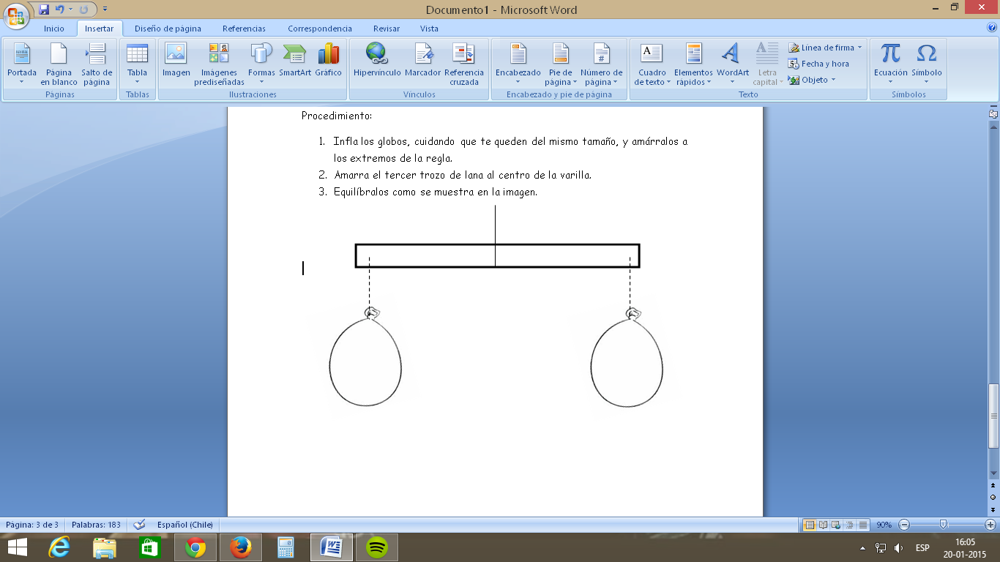 Documento1 - Microsoft Word
Inicio Insertar Diseño de página Referencias Correspondencia Revisar Vista
Portada Página en blanco Salto de página Tabla Imagen Imágenes prediseñadas Formas SmartArt Gráfico Hipervínculo Marcador Referencia cruzada Encabezado Pie de página Número de página # Cuadro de texto Elementos rápidos WordArt Letra capital Línea de firma Fecha y hora Objeto Ecuación Símbolo
Páginas Tablas Ilustraciones Vínculos Encabezado y pie de página Texto Símbolos
Procedimiento:
1. Infla los globos, cuidando que te queden del mismo tamaño, y amárralos a
los extremos de la regla.
2. Amarra el tercer trozo de lana al centro de la varilla.
3. Equilíbralos como se muestra en la imagen.
Página: 3 de 3 Palabras: 183 Español (Chile) 90%
ESP 16:05
20-01-2015